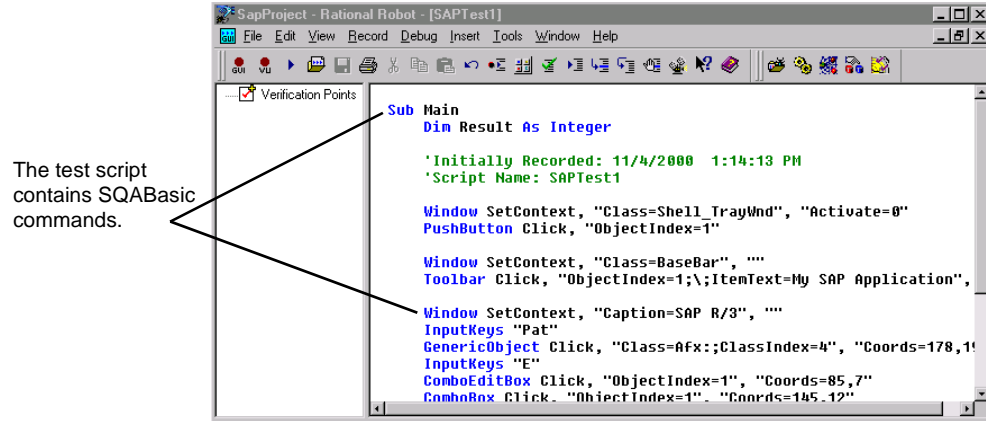 SapProject - Rational Robot - [SAPTest1]
File Edit View Record Debug Insert Tools Window Help
GUI VU
Verification Points
The test script
contains SQABasic
commands.
Sub Main
Dim Result As Integer
'Initially Recorded: 11/4/2000 1:14:13 PM
'Script Name: SAPTest1
Window SetContext, "Class=Shell_TrayWnd", "Activate=0"
PushButton Click, "ObjectIndex=1"
Window SetContext, "Class=BaseBar", ""
Toolbar Click, "ObjectIndex=1;\;ItemText=My SAP Application",
Window SetContext, "Caption=SAP R/3", ""
InputKeys "Pat"
GenericObject Click, "Class=Afx:;ClassIndex=4", "Coords=178,19
InputKeys "E"
ComboEditBox Click, "ObjectIndex=1", "Coords=85,7"
ComboBox Click, "ObjectIndex=1", "Coords=145,12"